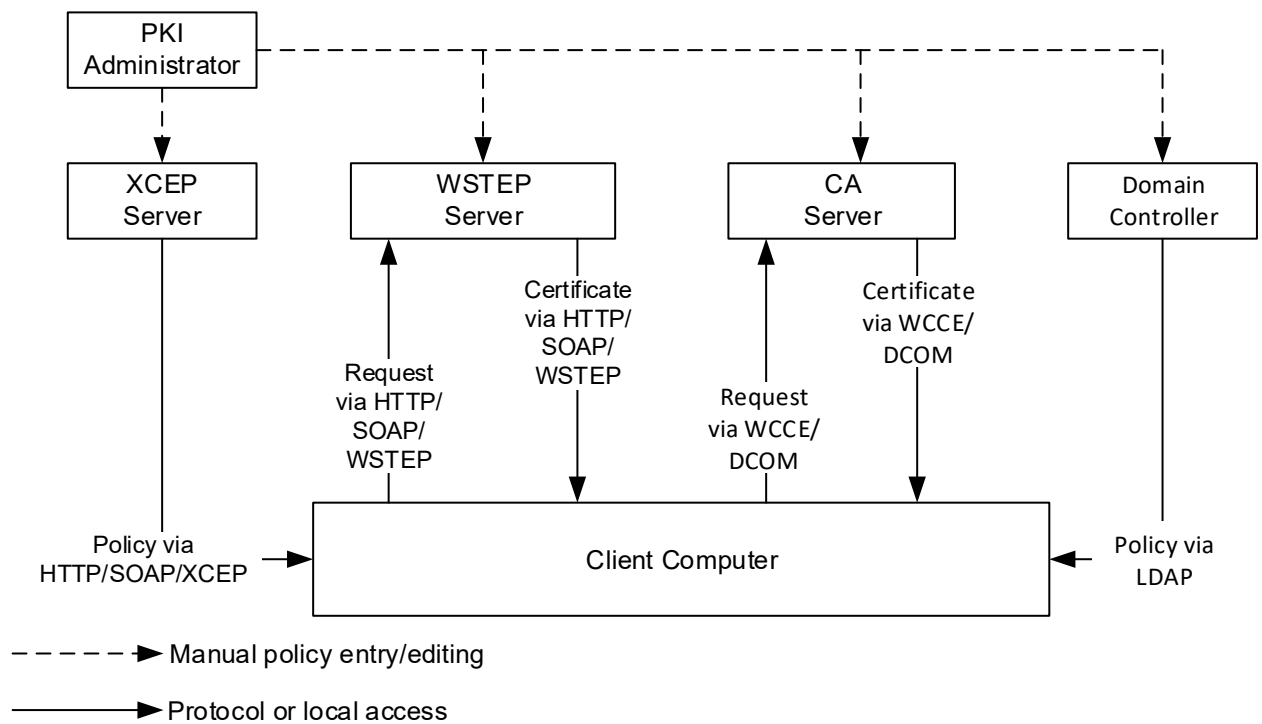 PKI
Administrator
XCEP
Server
WSTEP
Server
CA
Server
Domain
Controller
Request
via HTTP/
SOAP/
WSTEP
Certificate
via HTTP/
SOAP/
WSTEP
Request
via WCCE/
DCOM
Certificate
via WCCE/
DCOM
Policy via
HTTP/SOAP/XCEP
Client Computer
Policy via
LDAP
Manual policy entry/editing
Protocol or local access